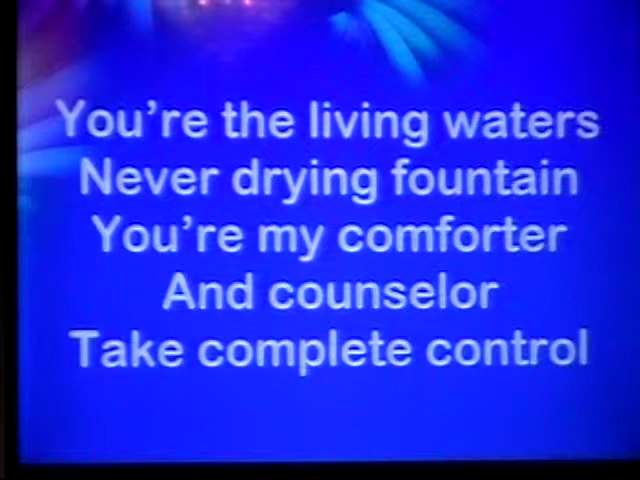 You’re the living waters
Never drying fountain
You’re my comforter
And counselor
Take complete control